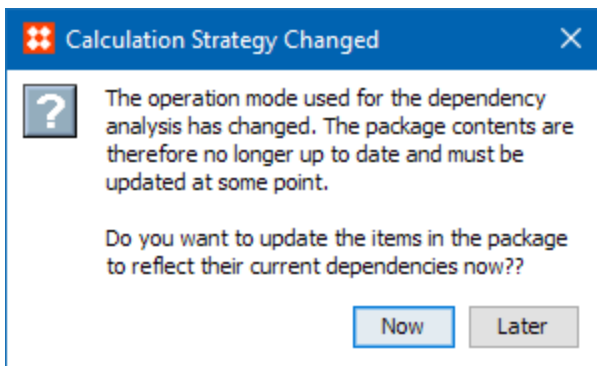 Calculation Strategy Changed
?
The operation mode used for the dependency
analysis has changed. The package contents are
therefore no longer up to date and must be
updated at some point.
Do you want to update the items in the package
to reflect their current dependencies now??
Now
Later